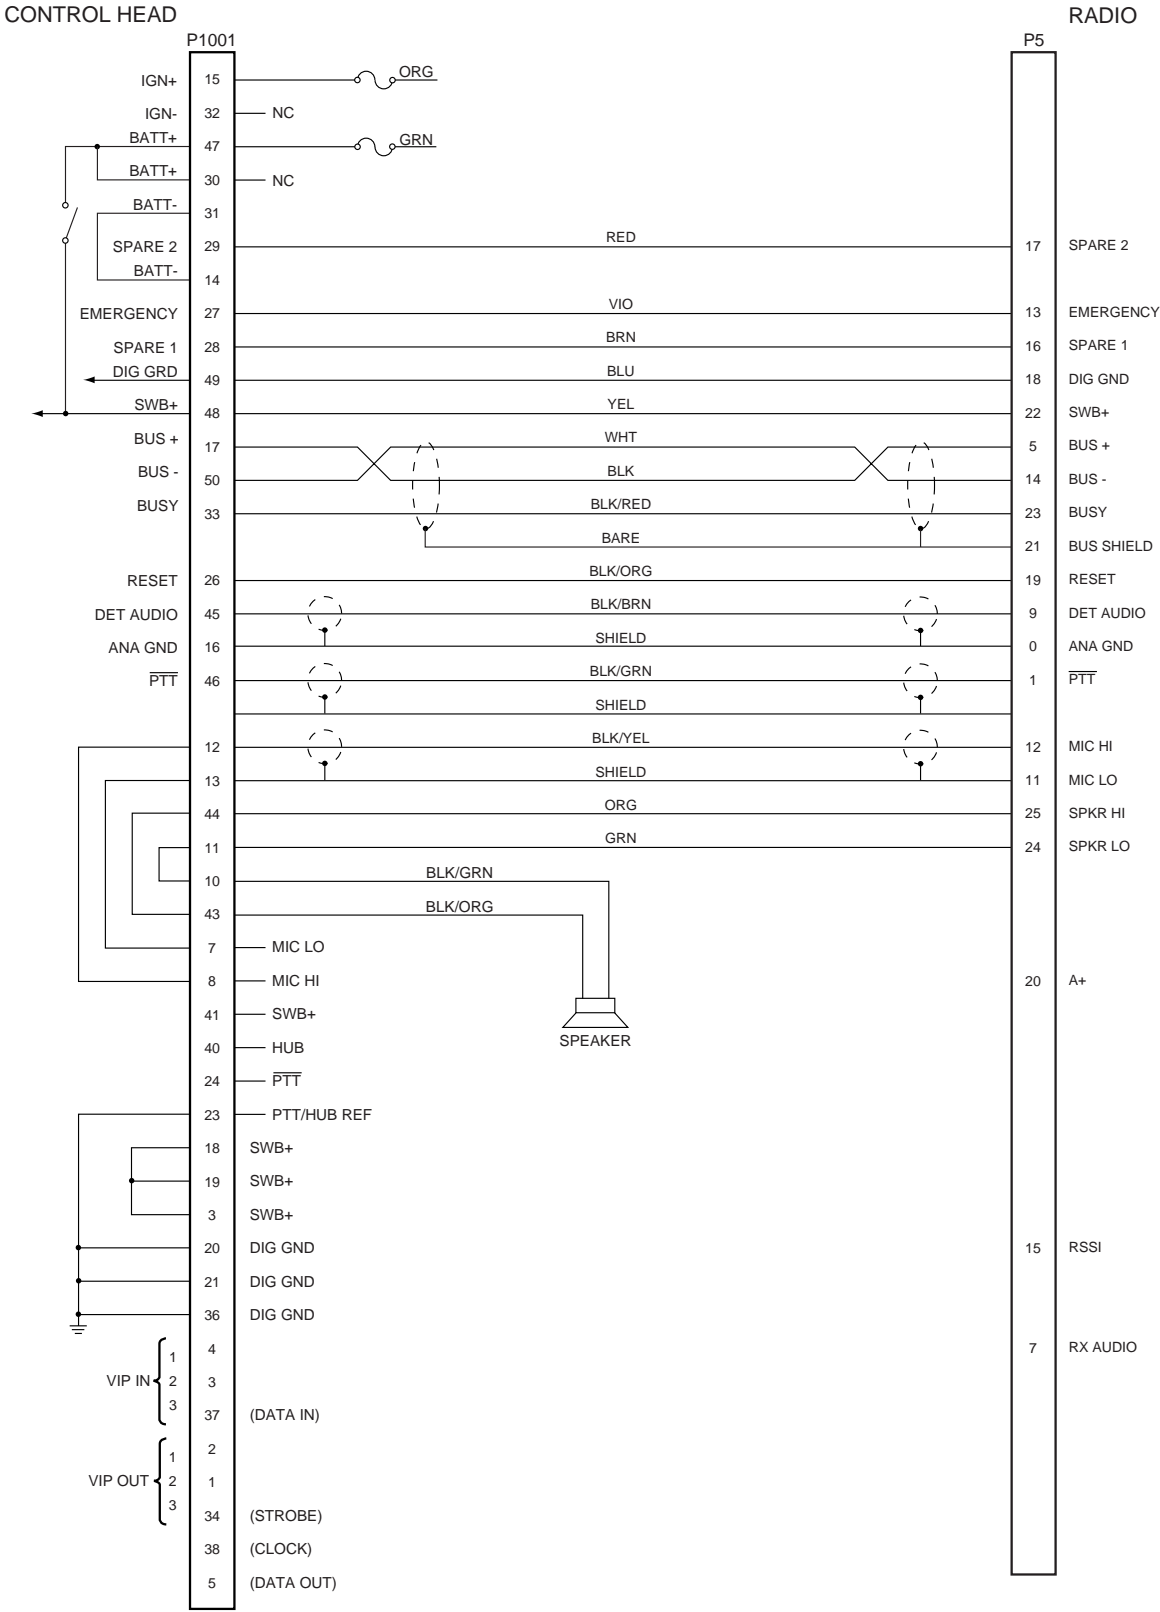 CONTROL HEAD RADIO
P1001 P5
IGN+ 15 ORG
IGN- 32 NC
BATT+ 47 GRN
BATT+ 30 NC
BATT- 31
SPARE 2 29 RED 17 SPARE 2
BATT- 14
EMERGENCY 27 VIO 13 EMERGENCY
SPARE 1 28 BRN 16 SPARE 1
DIG GRD 49 BLU 18 DIG GND
SWB+ 48 YEL 22 SWB+
BUS + 17 WHT 5 BUS +
BUS - 50 BLK 14 BUS -
BUSY 33 BLK/RED 23 BUSY
BARE 21 BUS SHIELD
RESET 26 BLK/ORG 19 RESET
DET AUDIO 45 BLK/BRN 9 DET AUDIO
ANA GND 16 SHIELD 0 ANA GND
PTT 46 BLK/GRN 1 PTT
SHIELD
12 BLK/YEL 12 MIC HI
13 SHIELD 11 MIC LO
44 ORG 25 SPKR HI
11 GRN 24 SPKR LO
10 BLK/GRN
43 BLK/ORG
7 MIC LO
8 MIC HI 20 A+
41 SWB+
SPEAKER
40 HUB
24 PTT
23 PTT/HUB REF
18 SWB+
19 SWB+
3 SWB+
20 DIG GND 15 RSSI
21 DIG GND
36 DIG GND
1 4 7 RX AUDIO
VIP IN 2 3
3 37 (DATA IN)
1 2
VIP OUT 2 1
3 34 (STROBE)
38 (CLOCK)
5 (DATA OUT)